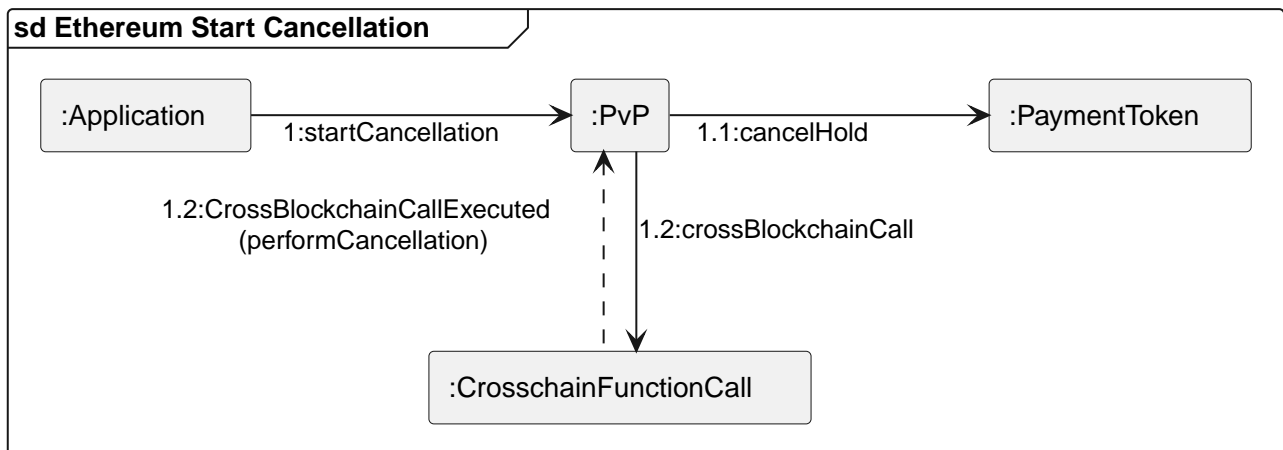 sd Ethereum Start Cancellation
:Application
1:startCancellation
:PvP
1.1:cancelHold
:PaymentToken
1.2:CrossBlockchainCallExecuted
(performCancellation)
1.2:crossBlockchainCall
:CrosschainFunctionCall